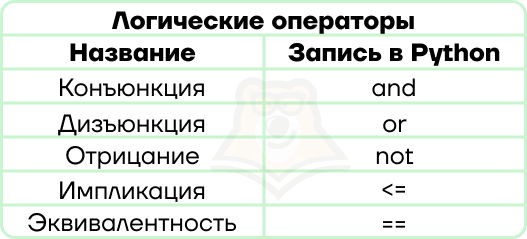 Логические операторы
Название Запись в Python
Конъюнкция and
Дизъюнкция or
Отрицание not
Импликация <=
Эквивалентность ==